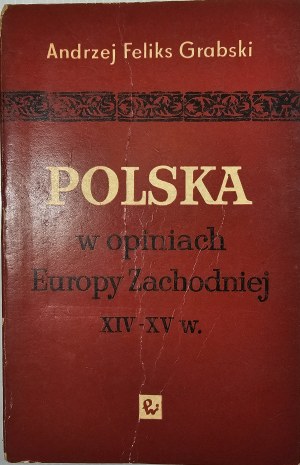 Andrzej Feliks Grabski
POLSKA
w opiniach
Europy Zachodniej
XIV-XV w.